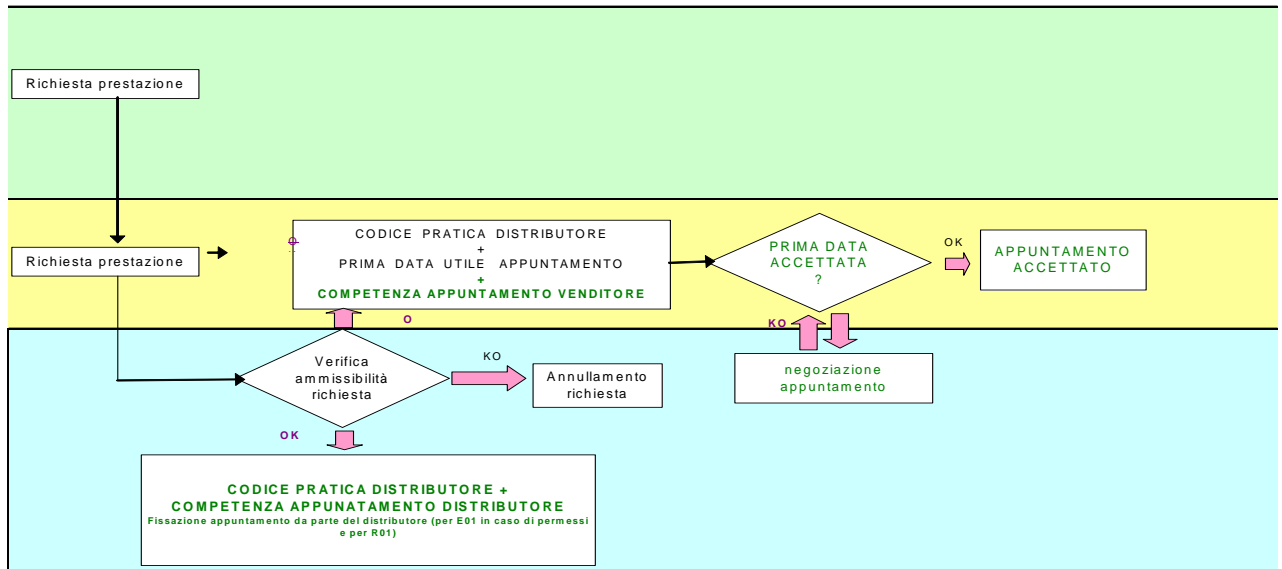 Richiesta prestazione
Richiesta prestazione
O
CODICE PRATICA DISTRIBUTORE
+
PRIMA DATA UTILE APPUNTAMENTO
+
COMPETENZA APPUNTAMENTO VENDITORE
PRIMA DATA
ACCETTATA
?
OK
APPUNTAMENTO
ACCETTATO
O
KO
Verifica
ammissibilità
richiesta
KO
Annullamento
richiesta
negoziazione
appuntamento
OK
CODICE PRATICA DISTRIBUTORE +
COMPETENZA APPUNATAMENTO DISTRIBUTORE
Fissazione appuntamento da parte del distributore (per E01 in caso di permessi
e per R01)